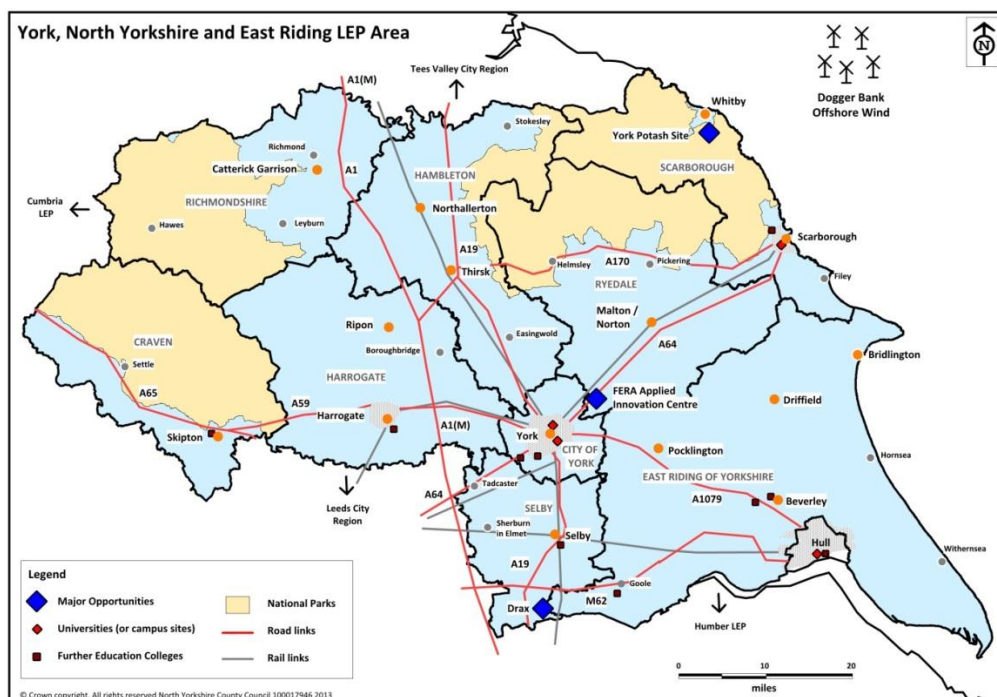 York, North Yorkshire and East Riding LEP Area
N
Tees Valley City Region
A1(M)
Dogger Bank
Offshore Wind
Whitby
York Potash Site
Stokesley
Richmond
Catterick Garrison
A1
HAMBLETON
SCARBOROUGH
Cumbria
LEP
RICHMONDSHIRE
Northallerton
Hawes
Leyburn
A19
Scarborough
Helmsley
A170
Pickering
Thirsk
RYEDALE
Filey
Malton /
Norton
Ripon
Easingwold
A64
CRAVEN
Boroughbridge
Bridlington
Settle
HARROGATE
A65
A59
FERA Applied
Innovation Centre
Driffield
Harrogate
A1(M)
Skipton
York
CITY OF
YORK
Pocklington
Hornsea
EAST RIDING OF YORKSHIRE
Leeds City
Region
A64
Tadcaster
A1079
Beverley
SELBY
Sherburn
in Elmet
Selby
Hull
A19
Withernsea
Goole
M62
Drax
Humber LEP
Legend
Major Opportunities
National Parks
Universities (or campus sites)
Road links
Further Education Colleges
Rail links
0 10 20
miles
© Crown copyright. All rights reserved North Yorkshire County Council 100017946 2013